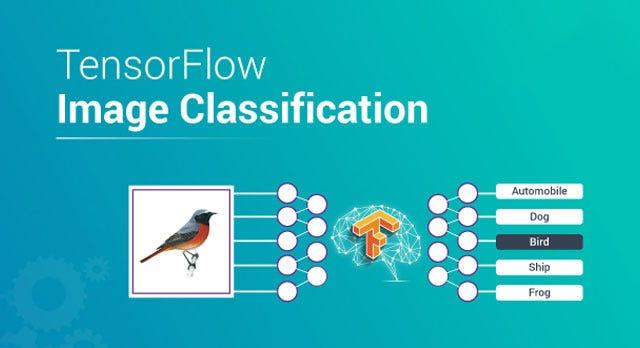 TensorFlow
Image Classification
Automobile
Dog
Bird
Ship
Frog